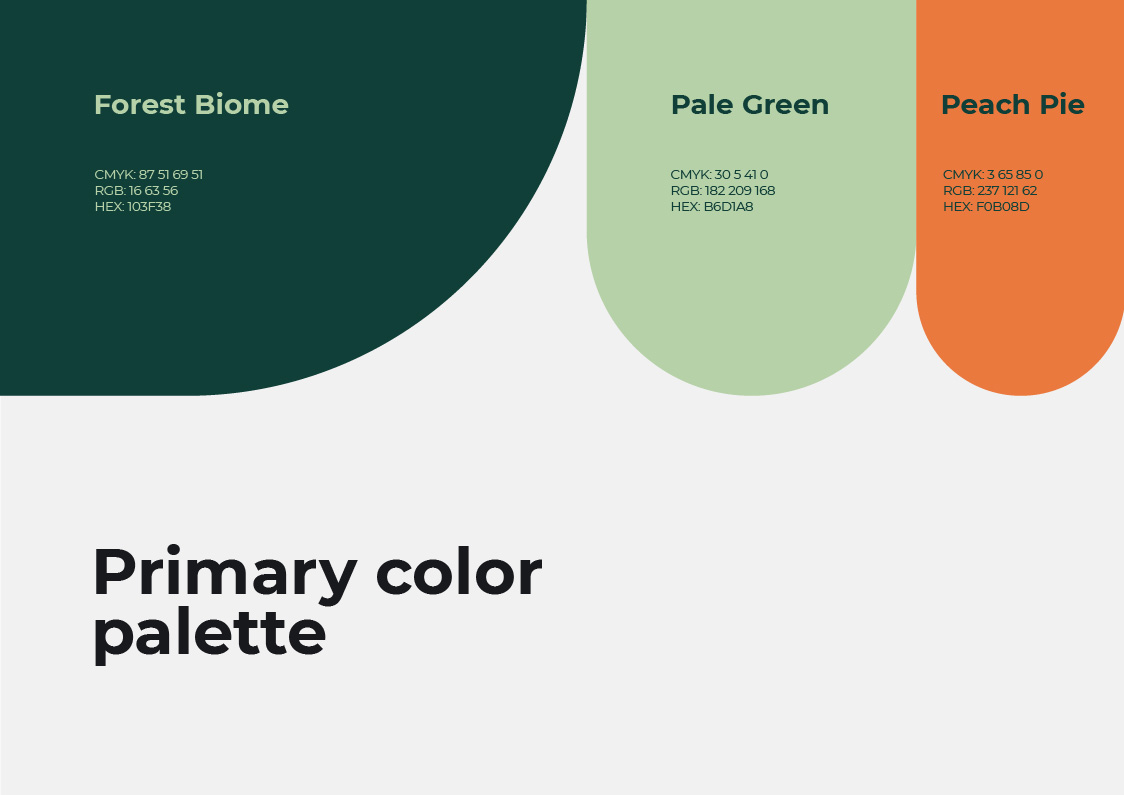 Forest Biome
CMYK: 87 51 69 51
RGB: 16 63 56
HEX: 103F38
Pale Green
CMYK: 30 5 41 0
RGB: 182 209 168
HEX: B6D1A8
Peach Pie
CMYK: 3 65 85 0
RGB: 237 121 62
HEX: F0B08D
Primary color
palette